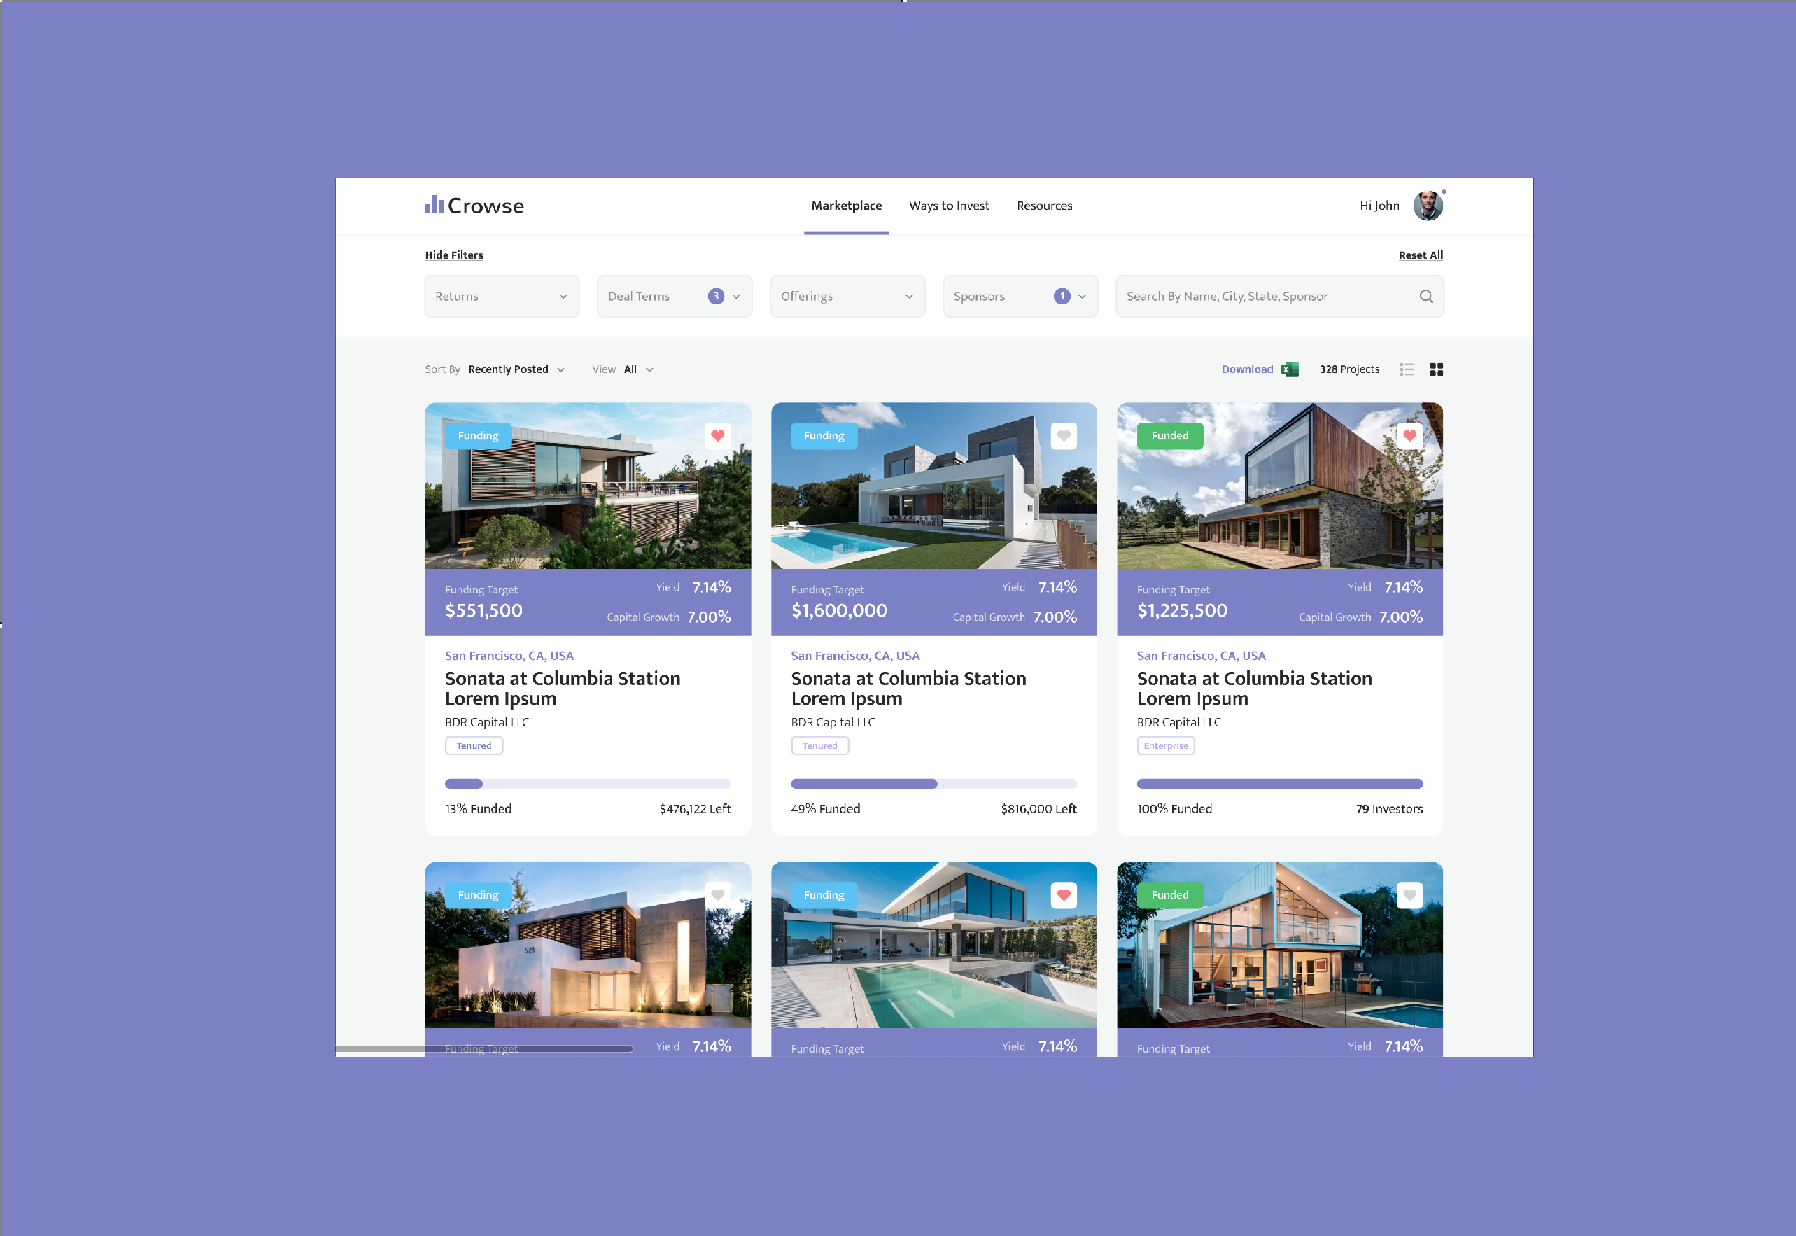 Crowse
Marketplace Ways to Invest Resources
Hi John
Hide Filters
Reset All
Returns
Deal Terms 3
Offerings
Sponsors 1
Search By Name, City, State, Sponsor
Sort By Recently Posted
View All
Download
328 Projects
Funding
Funding Target
$551,500
Yield 7.14%
Capital Growth 7.00%
San Francisco, CA, USA
Sonata at Columbia Station
Lorem Ipsum
BDR Capital LLC
Tenured
13% Funded
$476,122 Left
Funding
Funding Target
$1,600,000
Yield 7.14%
Capital Growth 7.00%
San Francisco, CA, USA
Sonata at Columbia Station
Lorem Ipsum
BDR Capital LLC
Tenured
49% Funded
$816,000 Left
Funded
Funding Target
$1,225,500
Yield 7.14%
Capital Growth 7.00%
San Francisco, CA, USA
Sonata at Columbia Station
Lorem Ipsum
BDR Capital LLC
Enterprise
100% Funded
79 Investors
Funding
Funding Target
Yield 7.14%
Funding
Funding Target
Yield 7.14%
Funded
Funding Target
Yield 7.14%